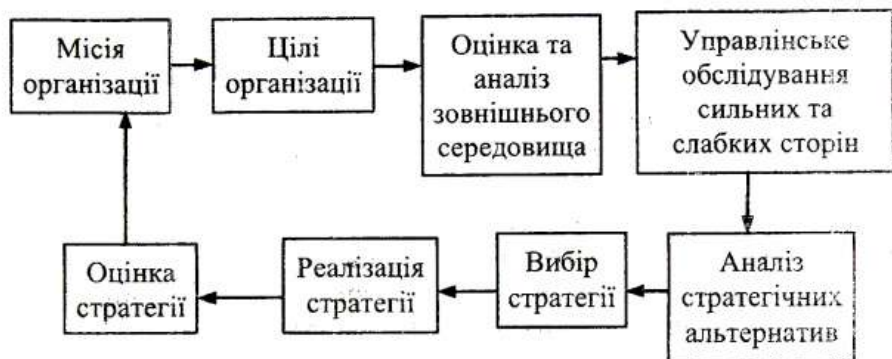 Місія
організації
Цілі
організації
Оцінка та
аналіз
зовнішнього
середовища
Управлінське
обслідування
сильних та
слабких сторін
Оцінка
стратегії
Реалізація
стратегії
Вибір
стратегії
Аналіз
стратегічних
альтернатив